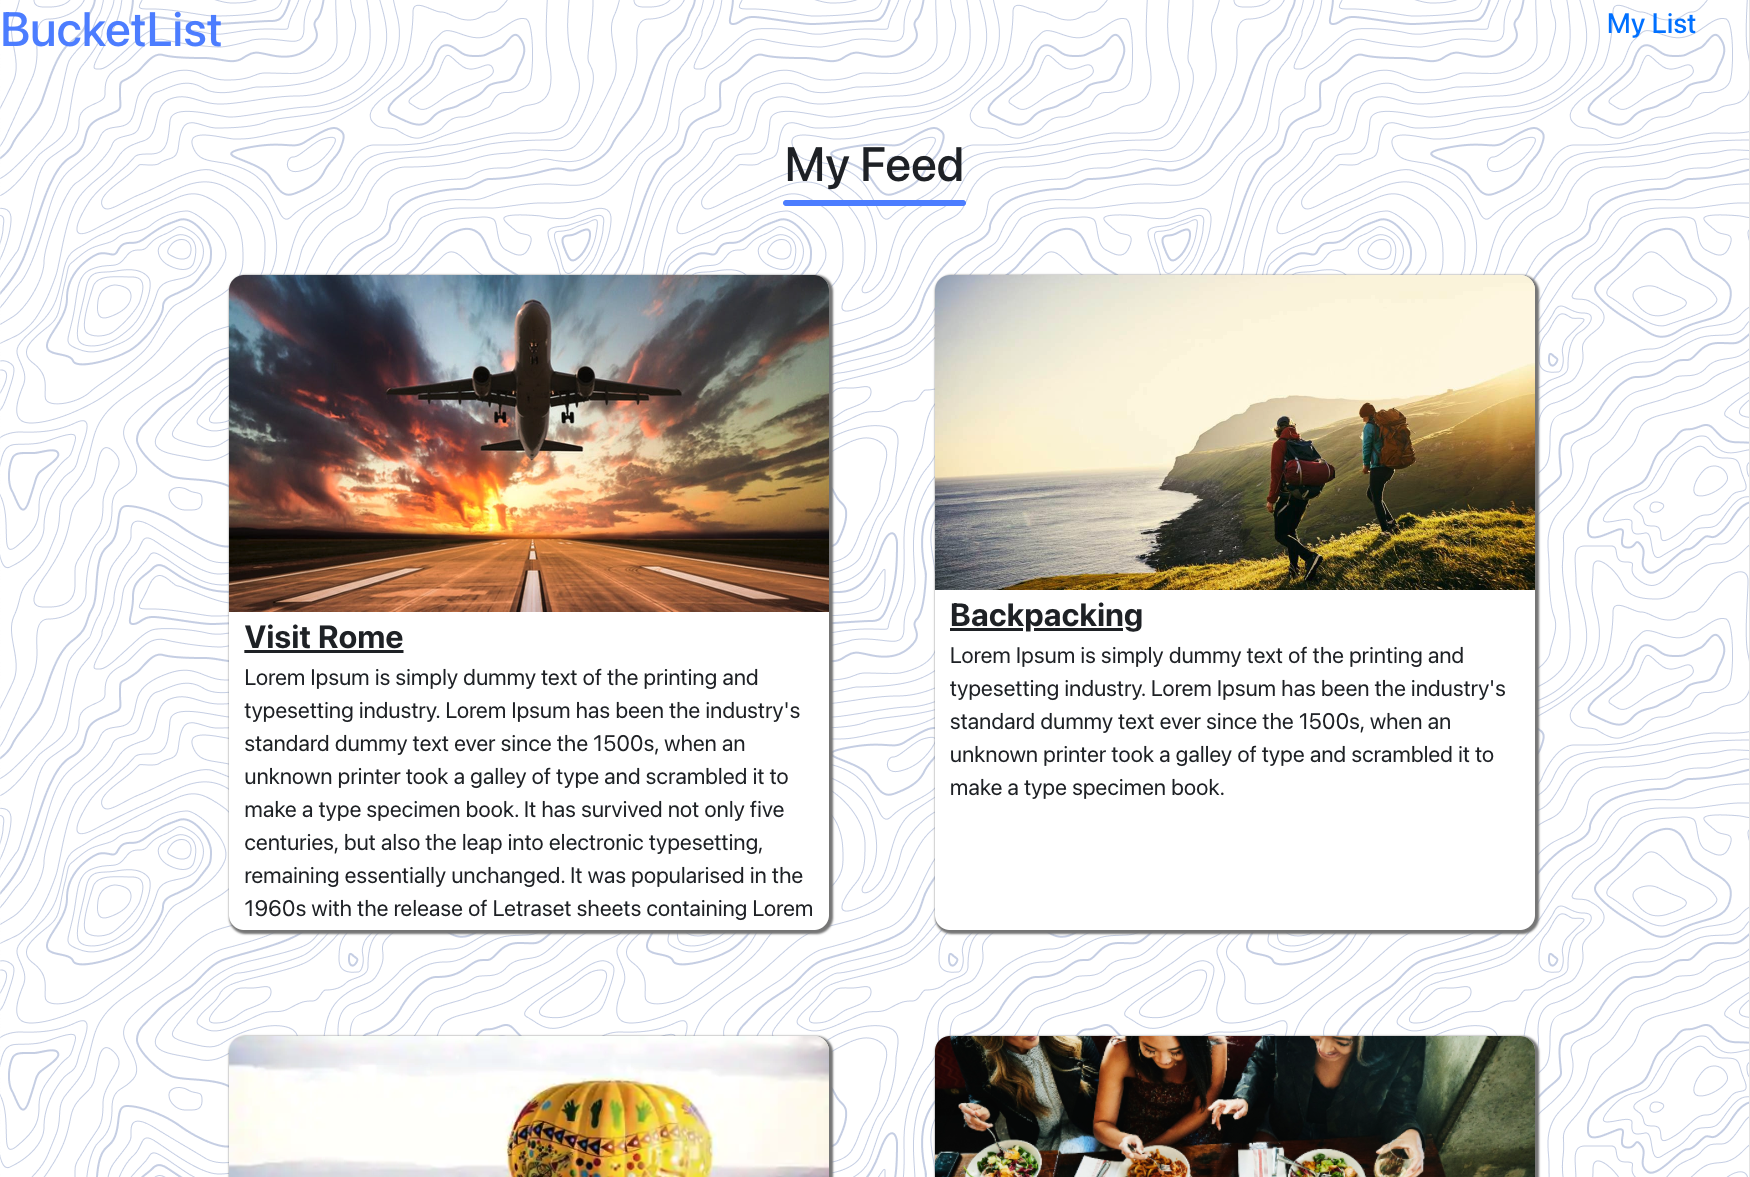 BucketList
My List
My Feed
Visit Rome
Lorem Ipsum is simply dummy text of the printing and
typesetting industry. Lorem Ipsum has been the industry's
standard dummy text ever since the 1500s, when an
unknown printer took a galley of type and scrambled it to
make a type specimen book. It has survived not only five
centuries, but also the leap into electronic typesetting,
remaining essentially unchanged. It was popularised in the
1960s with the release of Letraset sheets containing Lorem
Backpacking
Lorem Ipsum is simply dummy text of the printing and
typesetting industry. Lorem Ipsum has been the industry's
standard dummy text ever since the 1500s, when an
unknown printer took a galley of type and scrambled it to
make a type specimen book.